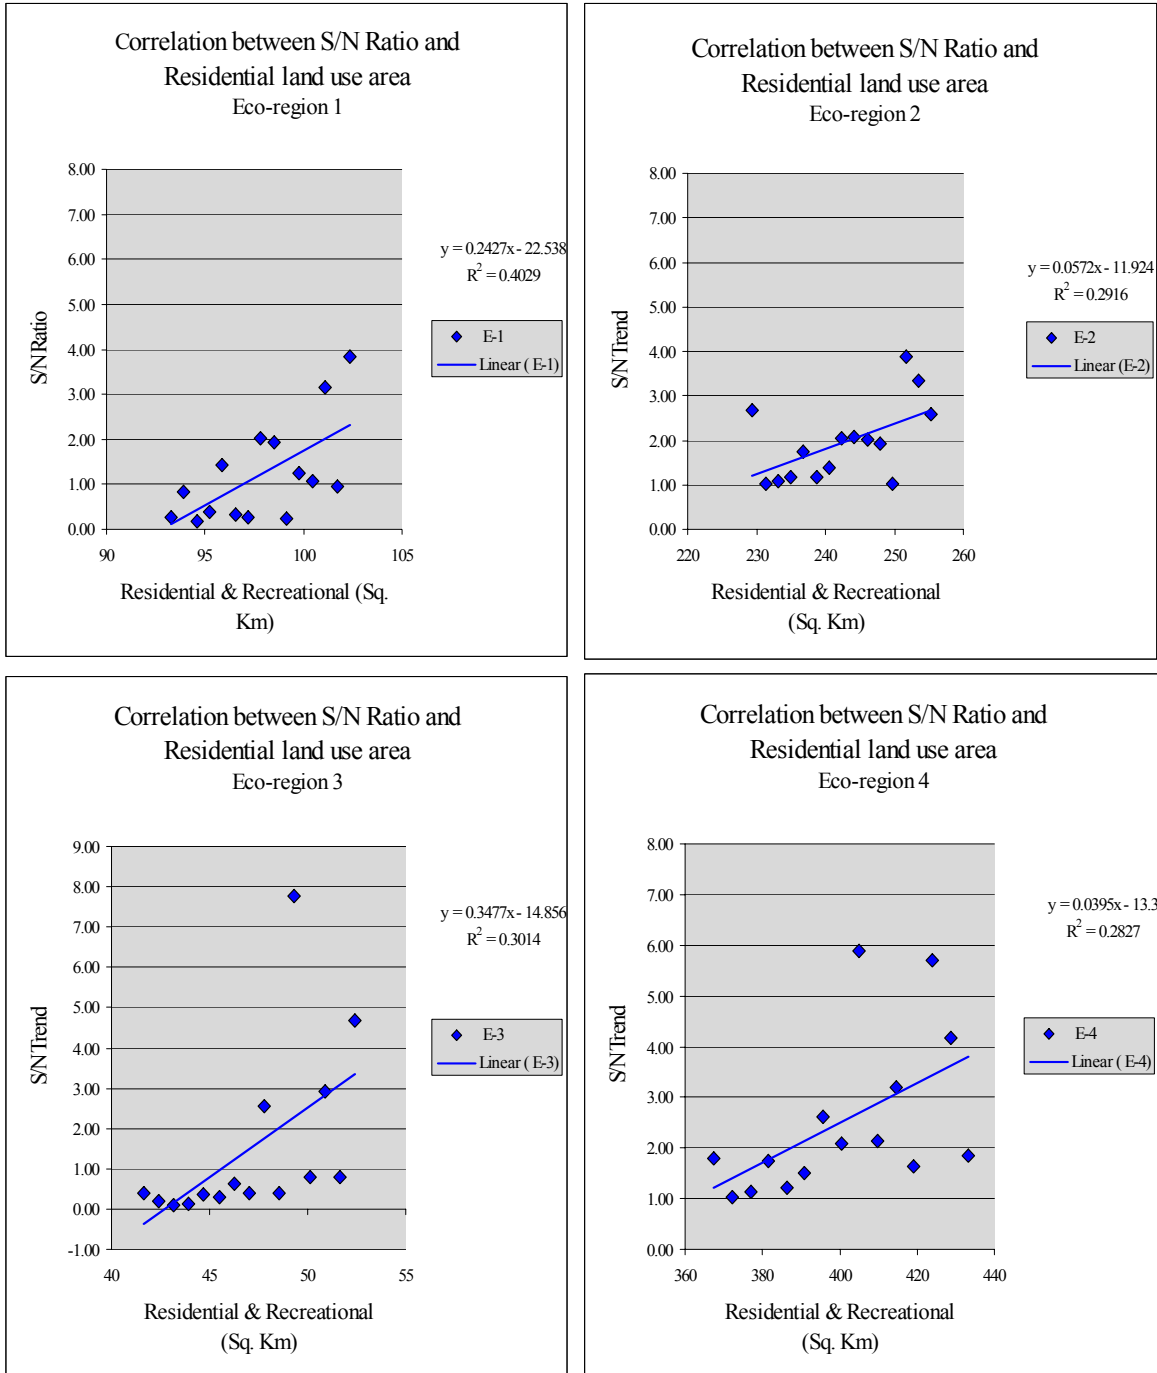 Correlation between S/N Ratio and
Residential land use area
Eco-region 1
8.00
7.00
6.00
5.00
4.00
3.00
2.00
1.00
0.00
S/N Ratio
90 95 100 105
Residential & Recreational (Sq.
Km)
y = 0.2427x - 22.538
R² = 0.4029
E-1
Linear ( E-1)
Correlation between S/N Ratio and
Residential land use area
Eco-region 2
8.00
7.00
6.00
5.00
4.00
3.00
2.00
1.00
0.00
S/N Trend
220 230 240 250 260
Residential & Recreational
(Sq. Km)
y = 0.0572x - 11.924
R² = 0.2916
E-2
Linear (E-2)
Correlation between S/N Ratio and
Residential land use area
Eco-region 3
9.00
8.00
7.00
6.00
5.00
4.00
3.00
2.00
1.00
0.00
-1.00
S/N Trend
40 45 50 55
Residential & Recreational
(Sq. Km)
y = 0.3477x - 14.856
R² = 0.3014
E-3
Linear ( E-3)
Correlation between S/N Ratio and
Residential land use area
Eco-region 4
8.00
7.00
6.00
5.00
4.00
3.00
2.00
1.00
0.00
S/N Trend
360 380 400 420 440
Residential & Recreational
(Sq. Km)
y = 0.0395x - 13.3
R² = 0.2827
E-4
Linear ( E-4)